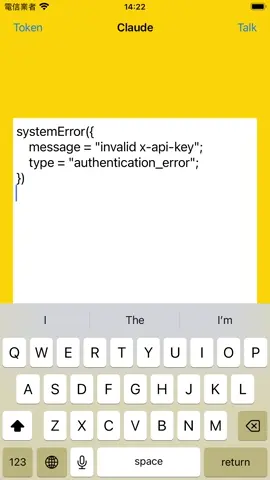 電信業者 14:22
Token Claude Talk
systemError({
    message = "invalid x-api-key";
    type = "authentication_error";
})
I The I'm
Q W E R T Y U I O P
A S D F G H J K L
Z X C V B N M
123 space return